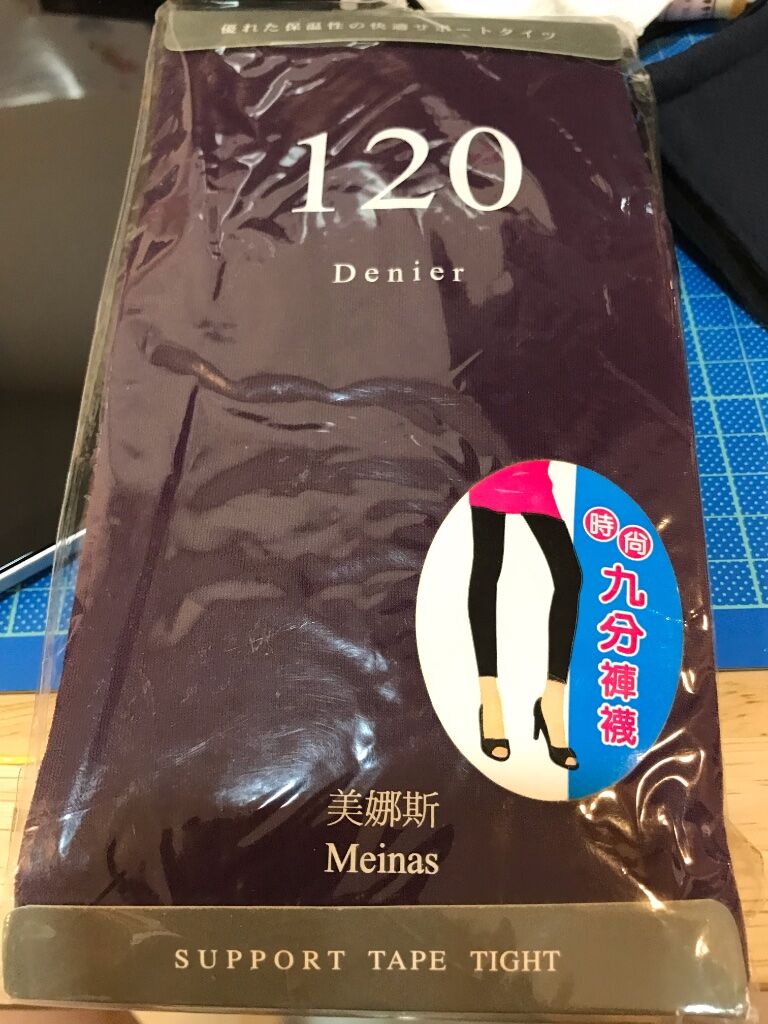 優れた保温性の快適サポートタイツ
120
Denier
時尚
九分褲襪
美娜斯
Meinas
SUPPORT TAPE TIGHT